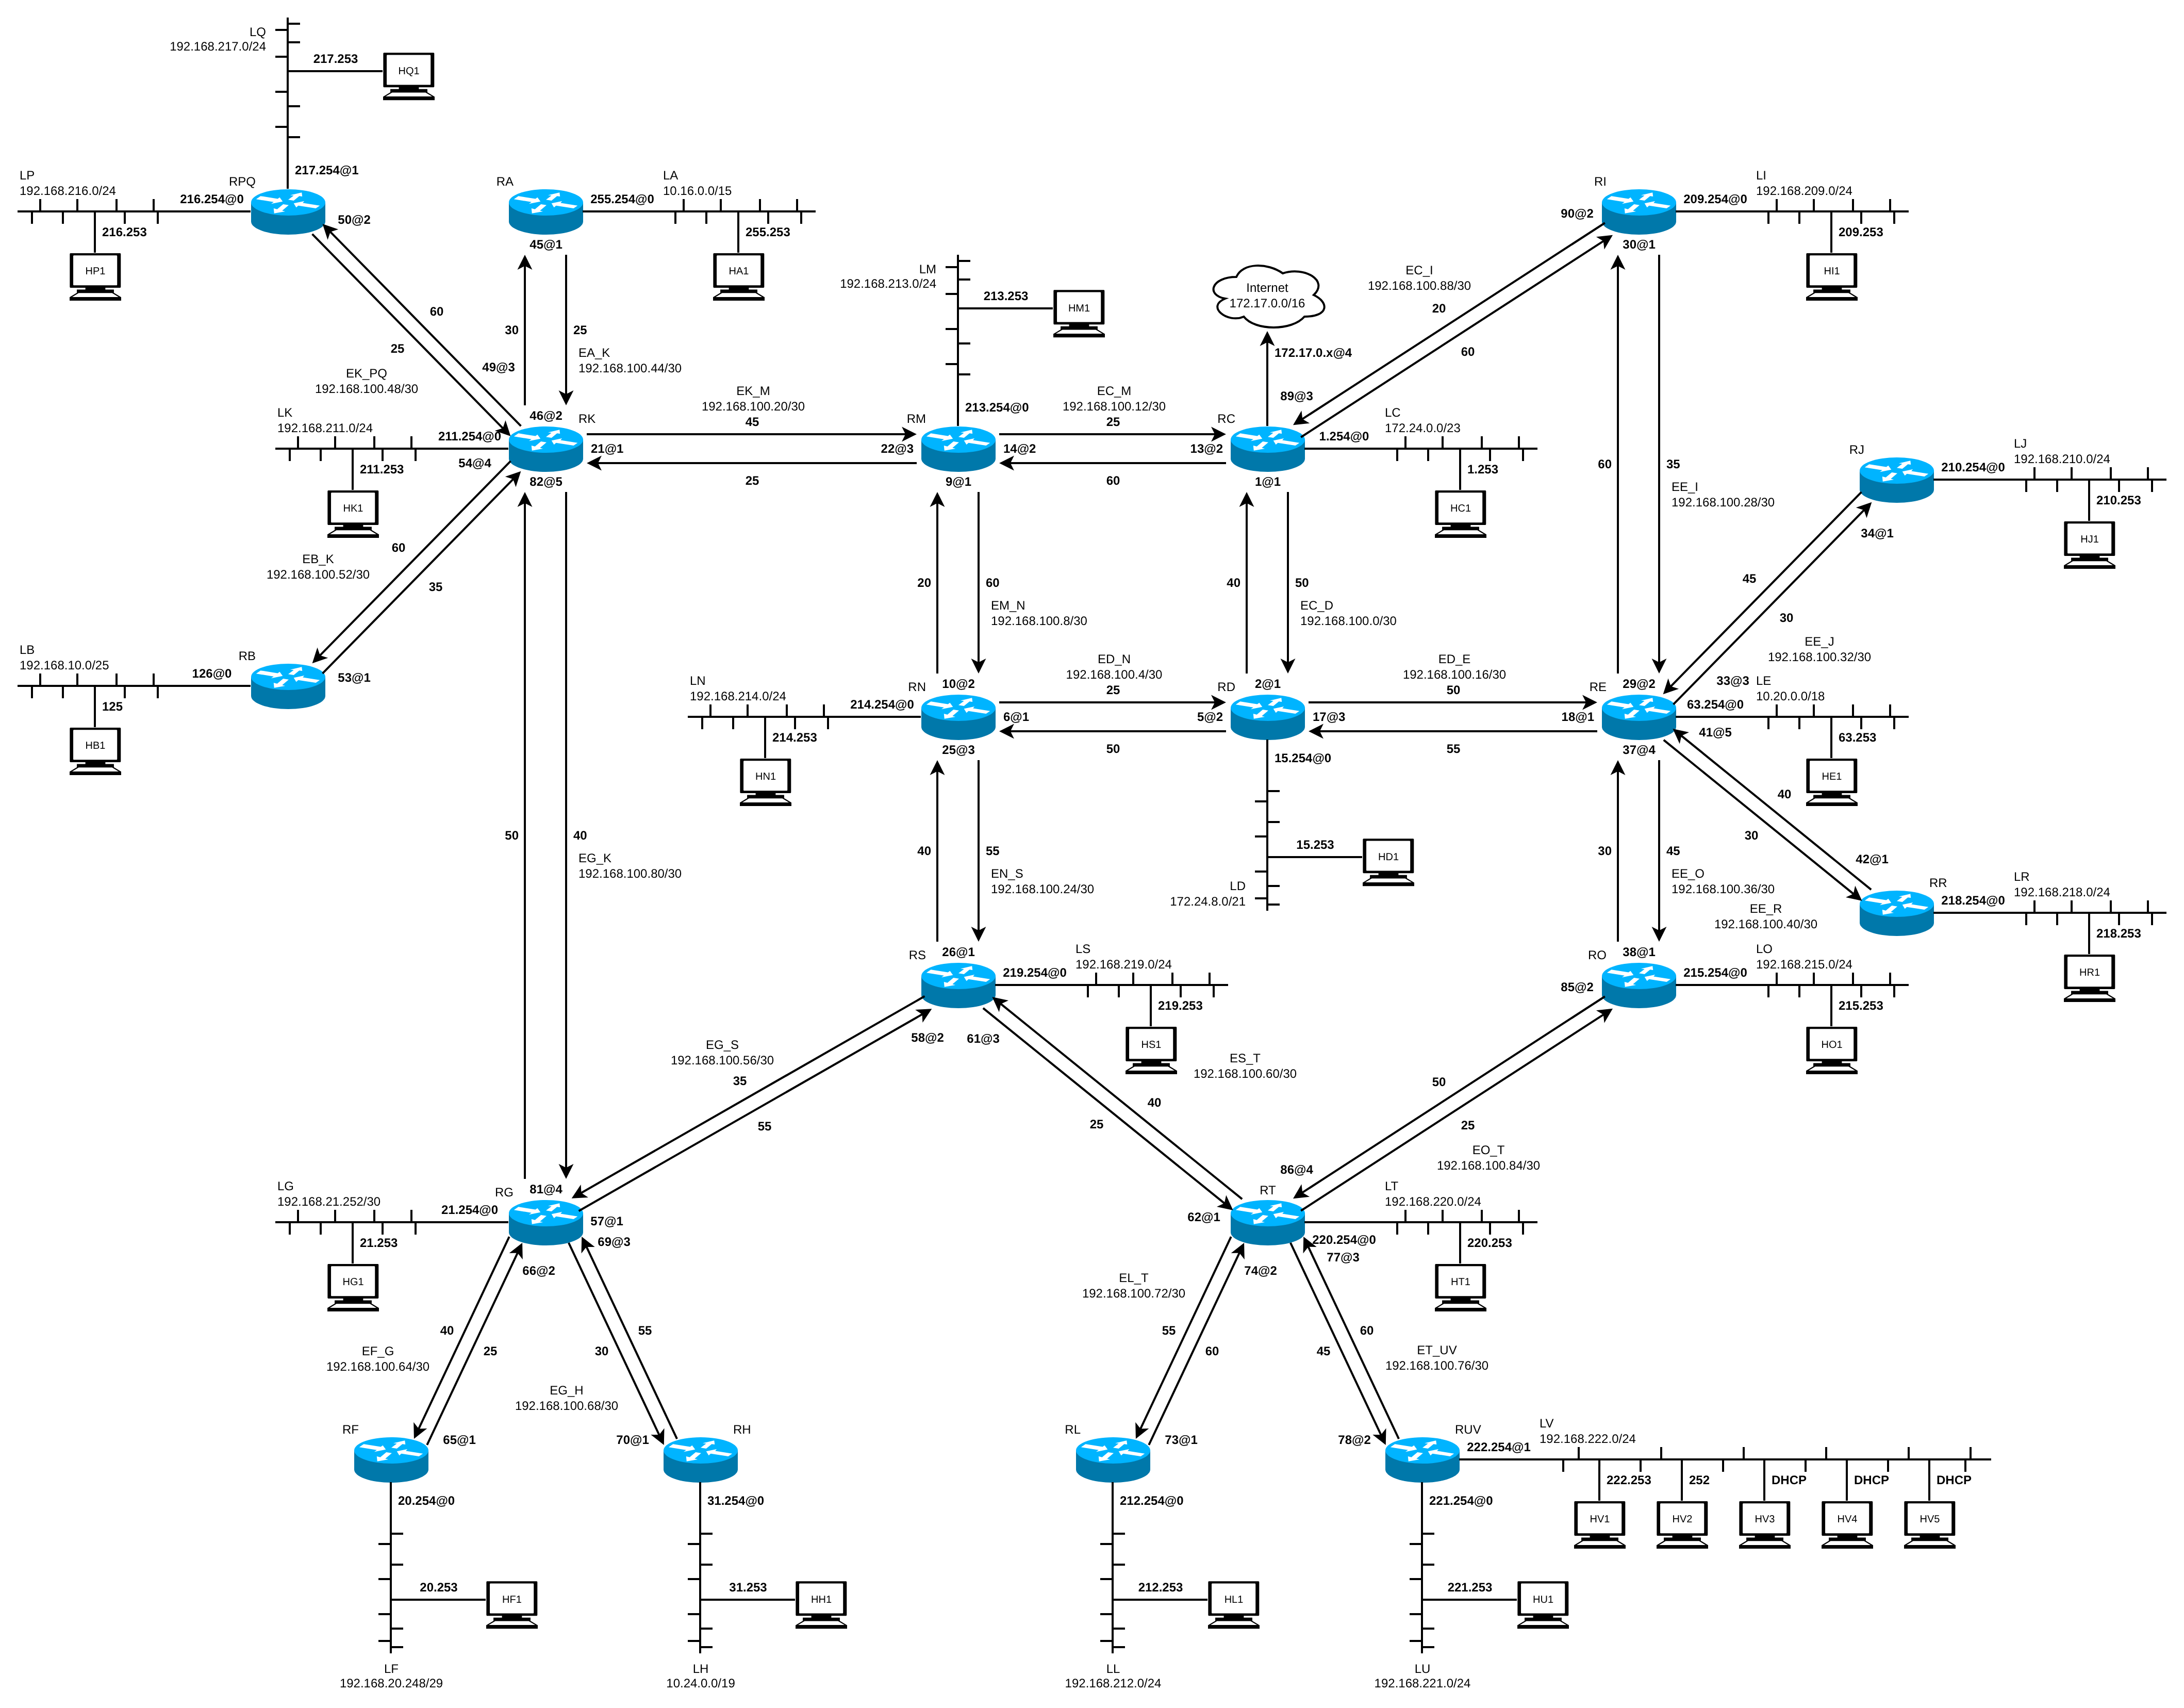 LQ
192.168.217.0/24
217.253
HQ1
217.254@1
LP
192.168.216.0/24
216.254@0
RPQ
216.253
HP1
50@2
RA
LA
10.16.0.0/15
255.254@0
255.253
HA1
45@1
RI
LI
192.168.209.0/24
209.254@0
209.253
HI1
90@2
30@1
LM
192.168.213.0/24
213.253
HM1
213.254@0
Internet
172.17.0.0/16
172.17.0.x@4
EC_I
192.168.100.88/30
20
60
60
25
EK_PQ
192.168.100.48/30
30
25
EA_K
192.168.100.44/30
49@3
46@2
RK
LK
192.168.211.0/24
211.254@0
211.253
HK1
54@4
82@5
21@1
EK_M
192.168.100.20/30
45
25
RM
22@3
14@2
9@1
EC_M
192.168.100.12/30
25
60
RC
89@3
13@2
1@1
LC
172.24.0.0/23
1.254@0
1.253
HC1
60
35
EE_I
192.168.100.28/30
RJ
LJ
192.168.210.0/24
210.254@0
210.253
HJ1
34@1
45
30
EE_J
192.168.100.32/30
EB_K
192.168.100.52/30
60
35
LB
192.168.10.0/25
126@0
RB
125
HB1
53@1
20
60
EM_N
192.168.100.8/30
40
50
EC_D
192.168.100.0/30
LN
192.168.214.0/24
214.254@0
214.253
HN1
RN
10@2
6@1
25@3
ED_N
192.168.100.4/30
25
50
RD
2@1
5@2
17@3
ED_E
192.168.100.16/30
50
55
RE
29@2
18@1
37@4
33@3
LE
10.20.0.0/18
63.254@0
63.253
HE1
41@5
15.254@0
15.253
HD1
LD
172.24.8.0/21
50
40
EG_K
192.168.100.80/30
40
55
EN_S
192.168.100.24/30
30
45
EE_O
192.168.100.36/30
40
30
EE_R
192.168.100.40/30
42@1
RR
LR
192.168.218.0/24
218.254@0
218.253
HR1
RS
26@1
LS
192.168.219.0/24
219.254@0
219.253
HS1
58@2
61@3
RO
38@1
LO
192.168.215.0/24
215.254@0
215.253
HO1
85@2
EG_S
192.168.100.56/30
35
55
ES_T
192.168.100.60/30
40
25
50
25
EO_T
192.168.100.84/30
LG
192.168.21.252/30
21.254@0
21.253
HG1
RG
81@4
57@1
69@3
66@2
RT
86@4
62@1
LT
192.168.220.0/24
220.254@0
220.253
HT1
77@3
74@2
40
25
EF_G
192.168.100.64/30
55
30
EG_H
192.168.100.68/30
EL_T
192.168.100.72/30
55
60
60
45
ET_UV
192.168.100.76/30
RF
65@1
20.254@0
20.253
HF1
LF
192.168.20.248/29
RH
70@1
31.254@0
31.253
HH1
LH
10.24.0.0/19
RL
73@1
212.254@0
212.253
HL1
LL
192.168.212.0/24
RUV
78@2
222.254@1
LV
192.168.222.0/24
222.253
252
DHCP
DHCP
DHCP
HV1
HV2
HV3
HV4
HV5
221.254@0
221.253
HU1
LU
192.168.221.0/24